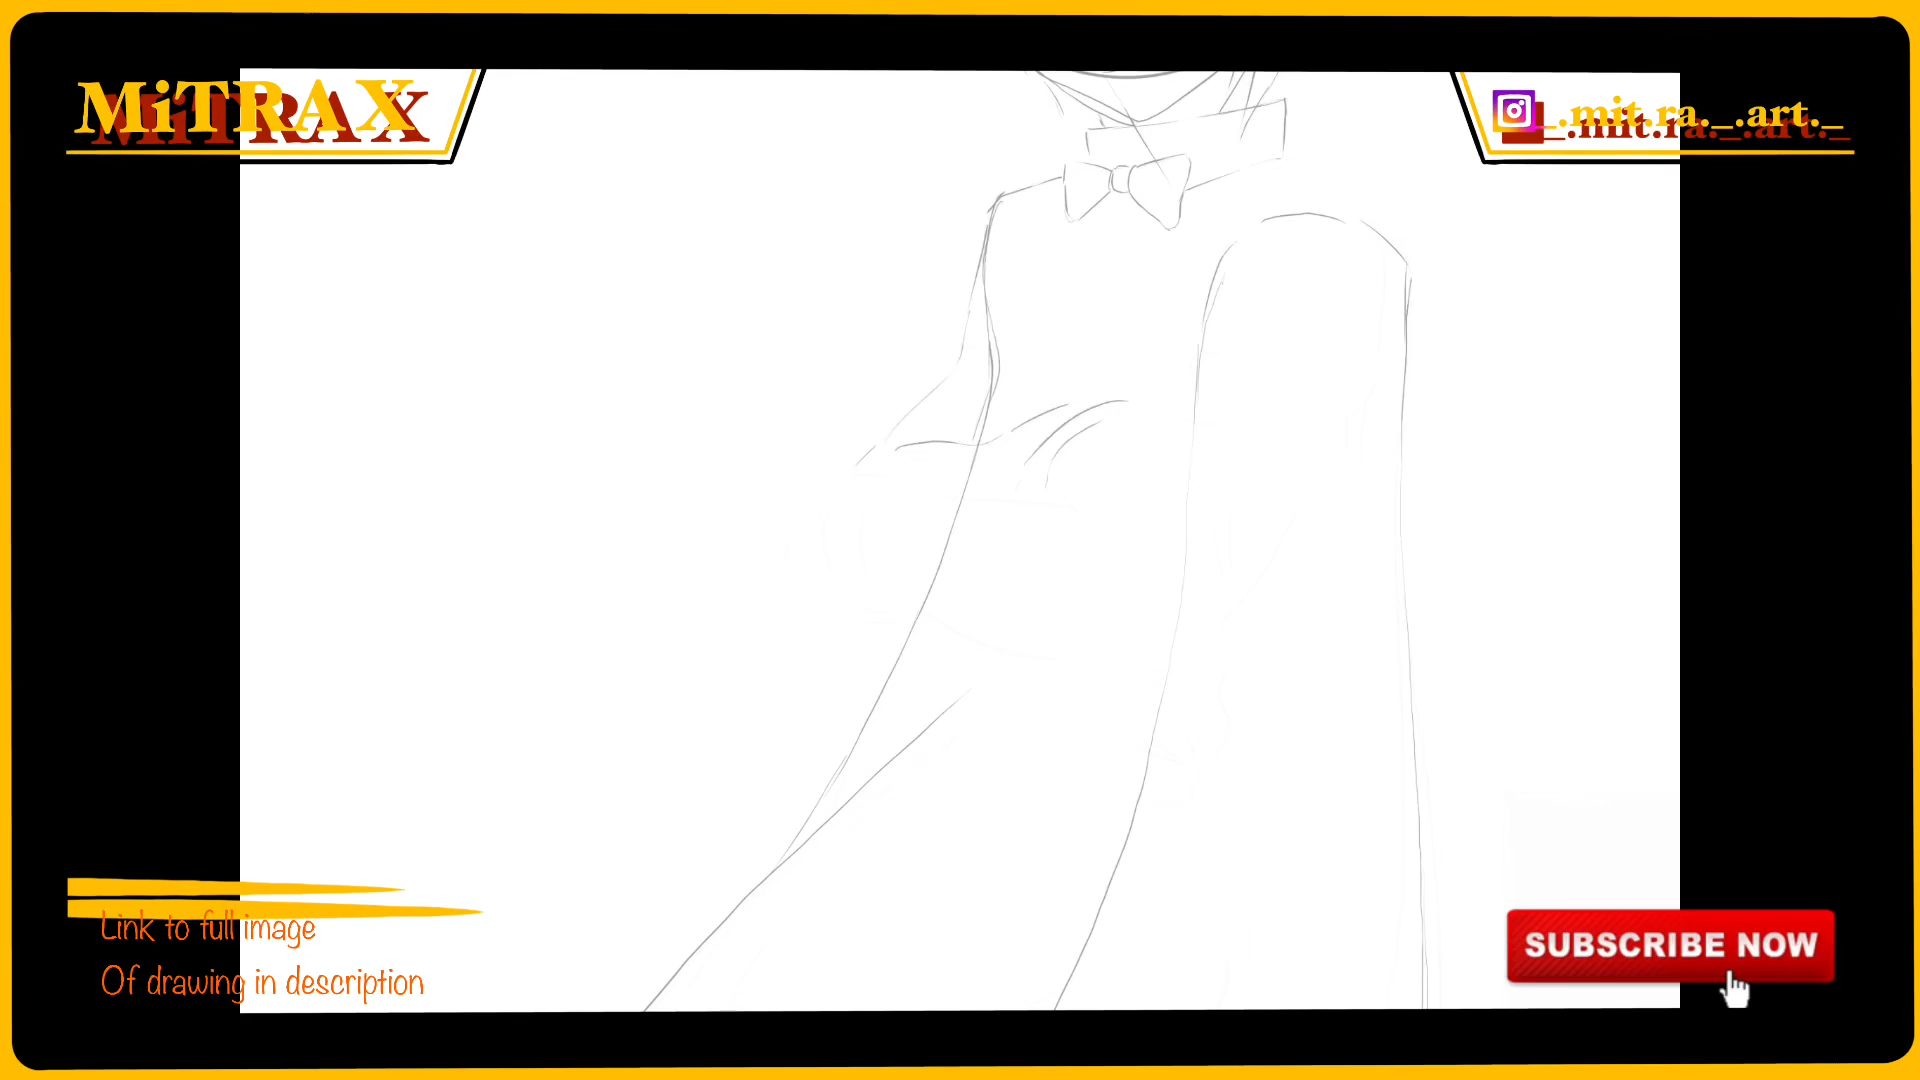 MiTRAX
_.mit.ra._.art._
Link to full image
Of drawing in description
SUBSCRIBE NOW